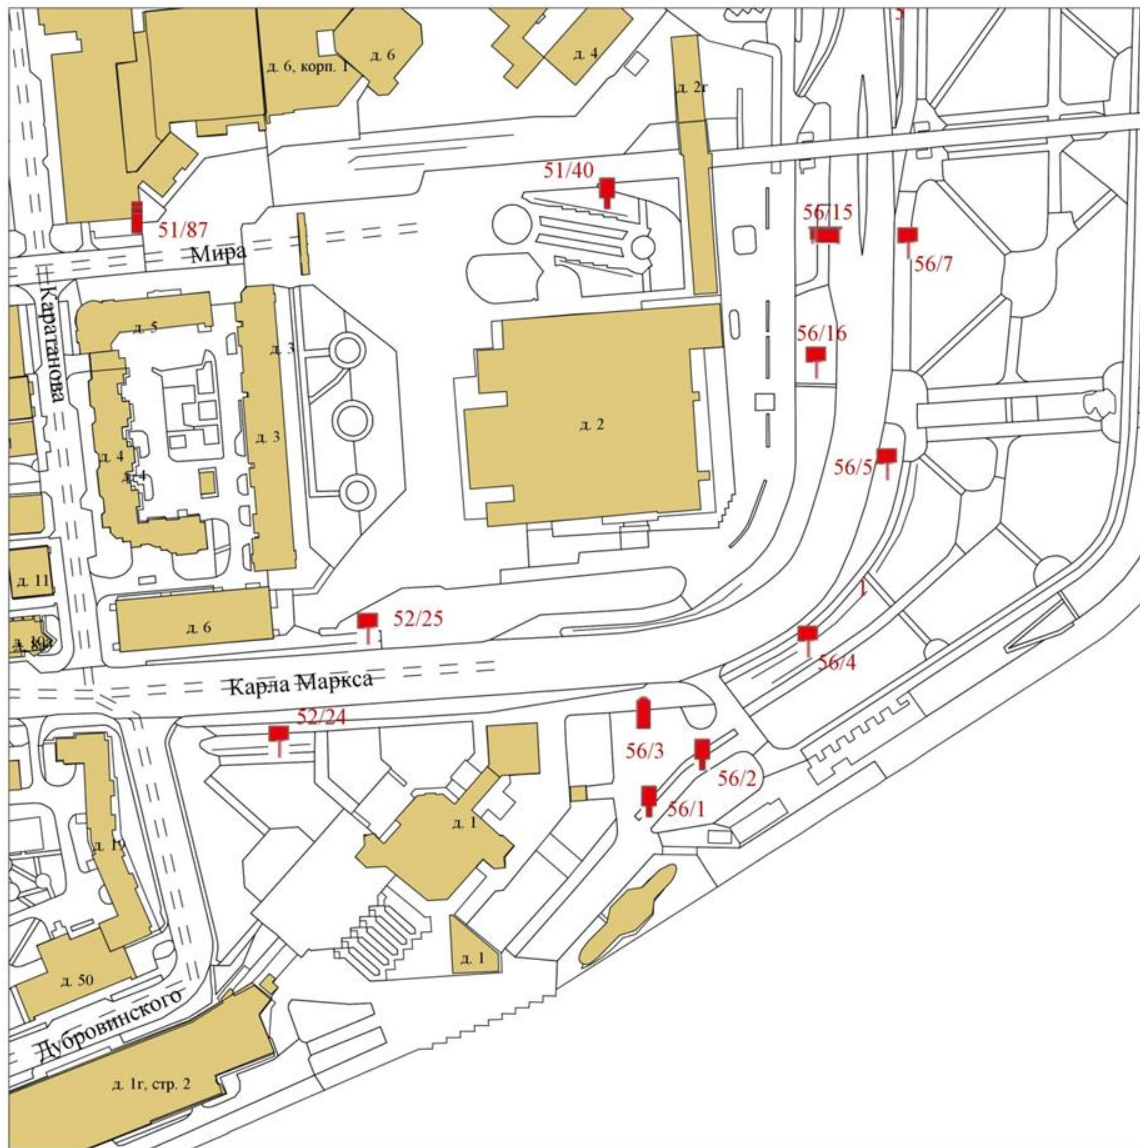 д. 6, корп. 1
д. 6
д. 4
д. 2г
51/40
51/87
56/15
Мира
56/7
Каратанова
д. 5
56/16
д. 3
д. 3
д. 2
д. 4
д. 4
56/5
д. 11
1
52/25
д. 6
56/4
Карла Маркса
52/24
56/3
56/2
56/1
д. 1
д. 1
д. 50
Дубровинского
д. 1г, стр. 2